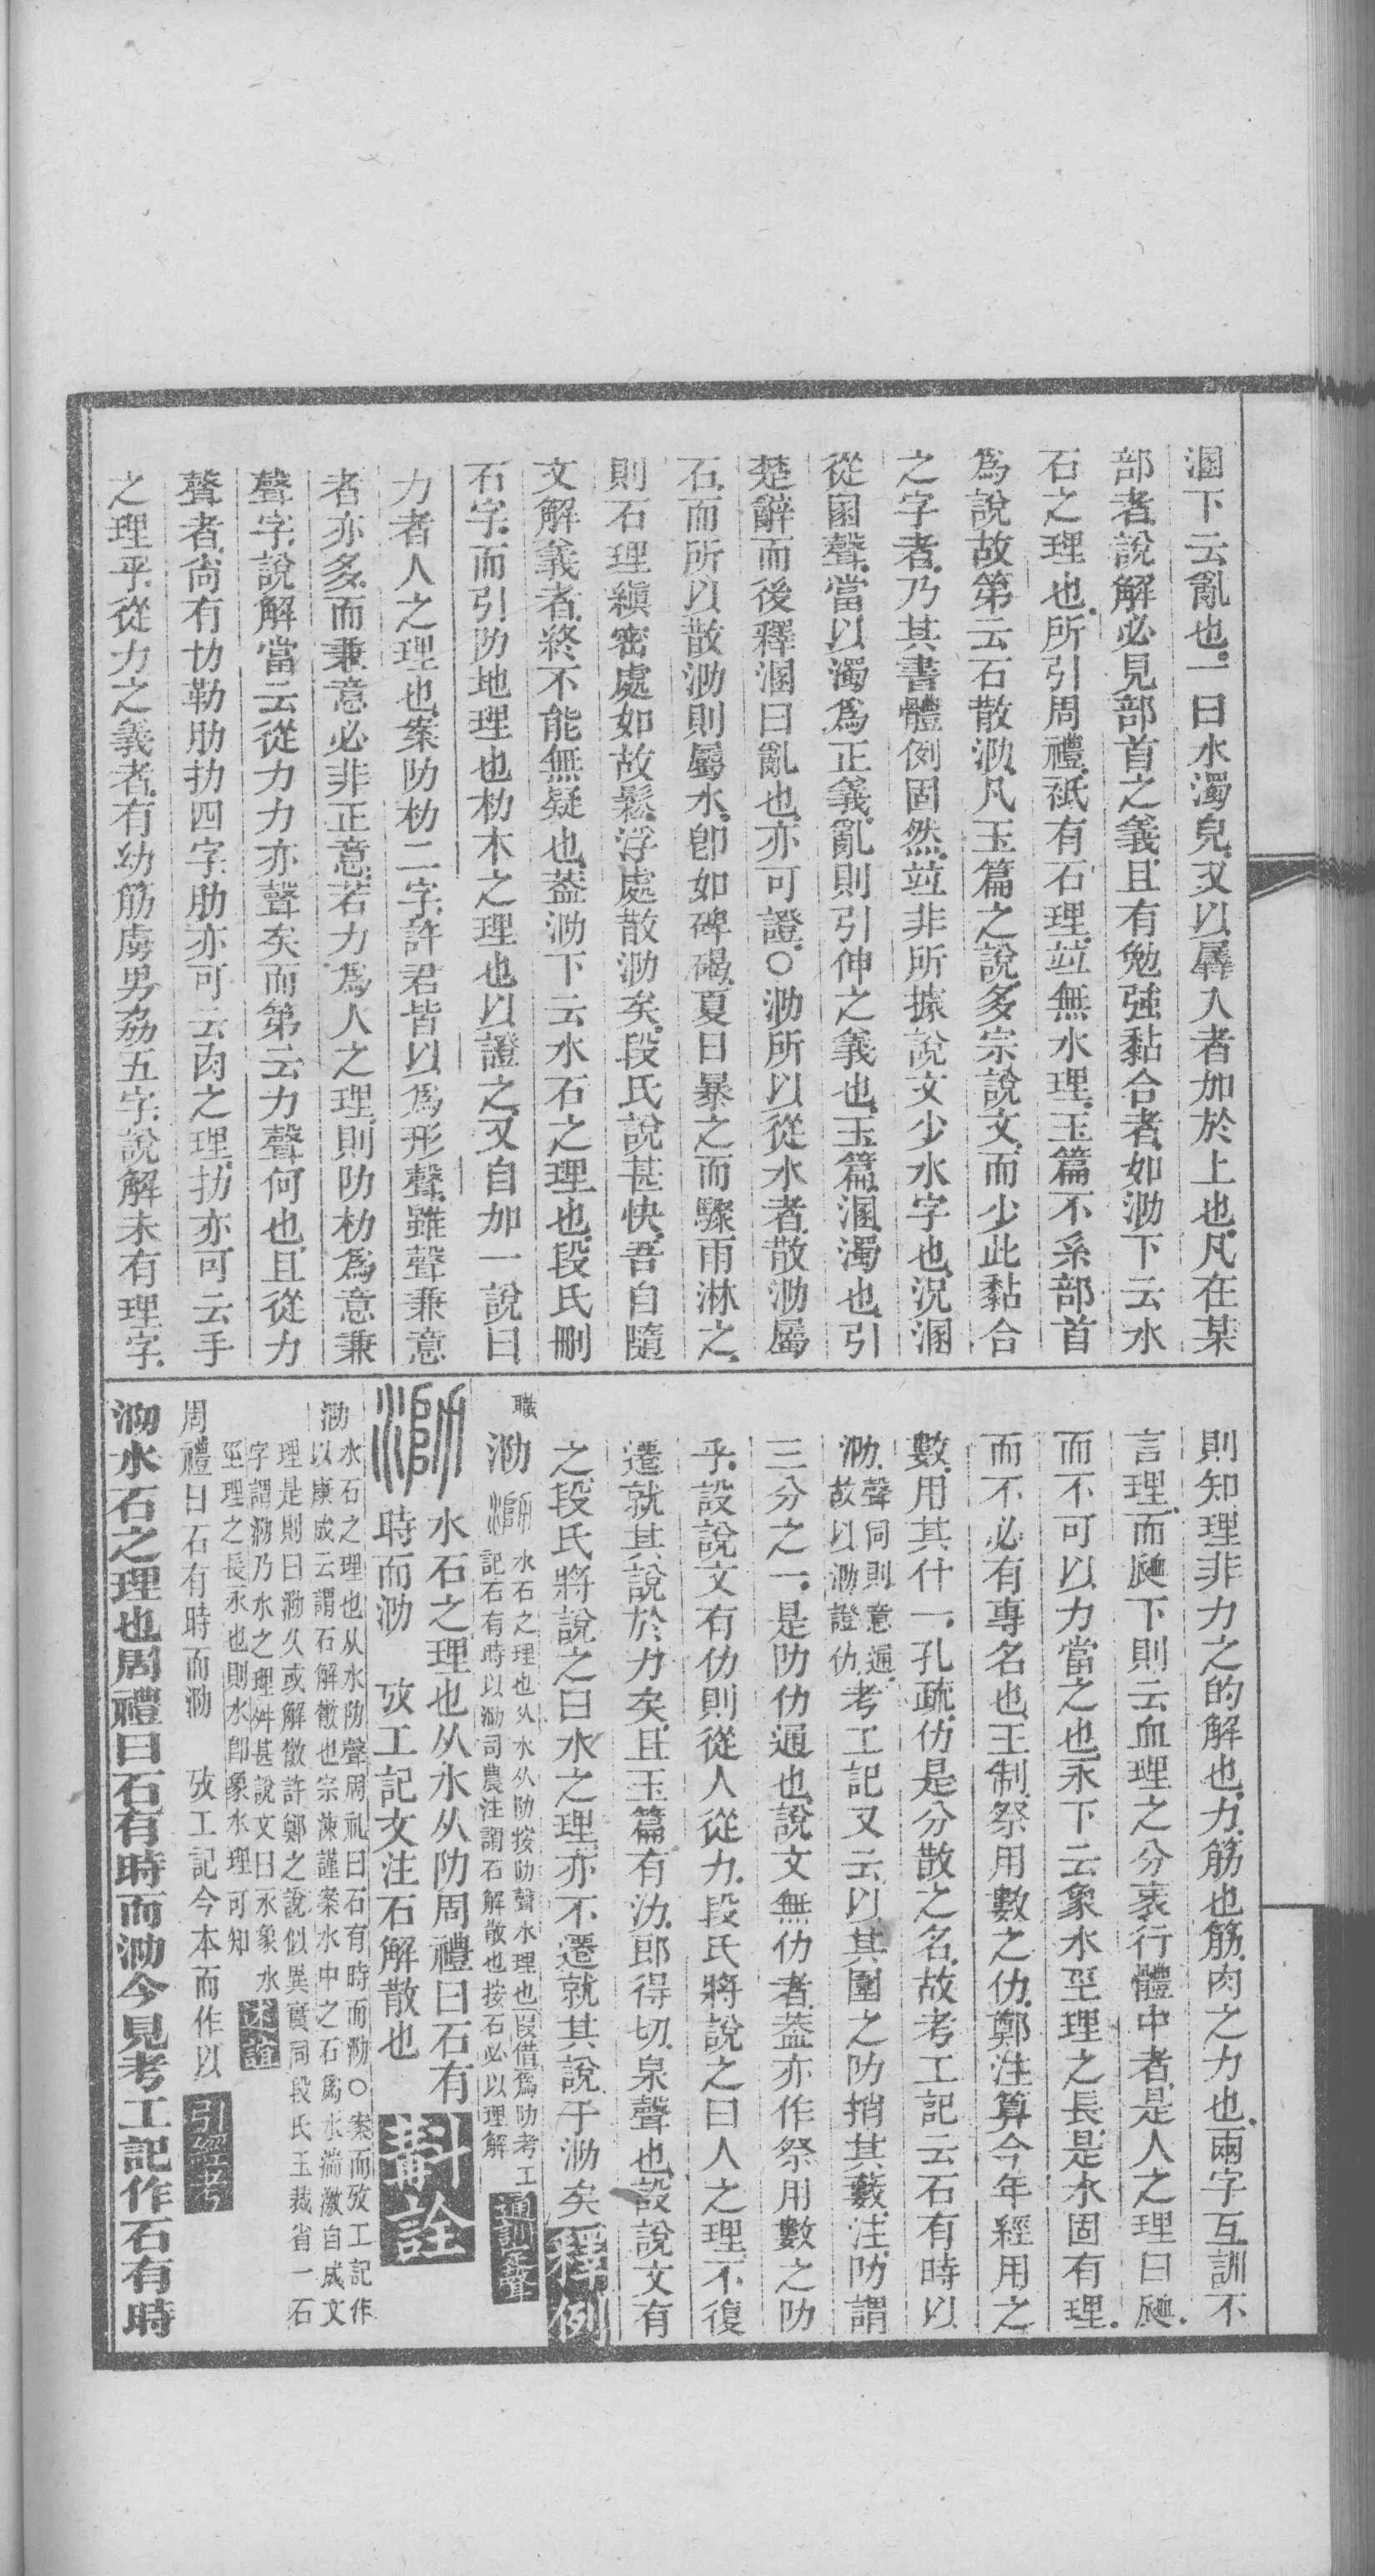 溷下云亂也一曰水濁皃又以羼入者加於上也凡在某
部者說解必見部首之義且有勉強黏合者如泐下云水
石之理也所引周禮祇有石理竝無水理玉篇不系部首
為說故第云石散泐凡玉篇之說多宗說文而少此黏合
之字者乃其書體例固然竝非所據說文少水字也況溷
從圂聲當以濁爲正義亂則引伸之義也玉篇溷濁也引
楚辭而後釋溷曰亂也亦可證○泐所以從水者散泐屬
石而所以散泐則屬水卽如碑碣夏日暴之而驟雨淋之
則石理縝密處如故鬆浮處散泐矣段氏說甚快吾自隨
文解義者終不能無疑也葢泐下云水石之理也段氏刪
石字而引阞地理也朸木之理也以證之又自加一說曰
力者人之理也案阞朸二字許君皆以爲形聲雖聲兼意
者亦多而兼意必非正意若力爲人之理則阞朸爲意兼
聲字說解當云從力力亦聲矣而第云力聲何也且從力
聲者尙有劥勒肋扐四字肋亦可云肉之理扐亦可云手
之理乎從力之義者有幼筋虜男劦五字說解未有理字
則知理非力之的解也力筋也筋肉之力也兩字互訓不
言理而𠂢下則云血理之分衺行體中者是人之理曰𠂢
而不可以力當之也永下云象水巠理之長是水固有理
而不必有專名也王制祭用數之仂鄭注算今年經用之
數用其什一孔疏仂是分散之名故考工記云石有時以
泐聲同則意通故以泐證仂考工記又云以其圍之阞捎其藪注阞謂
三分之一是阞仂通也說文無仂者葢亦作祭用數之阞
乎設說文有仂則從人從力段氏將說之曰人之理不復
遷就其說於力矣且玉篇有氻郎得切泉聲也設說文有
之段氏將說之曰水之理亦不遷就其說于泐矣 釋例
職 泐 水石之理也从水从阞按阞聲水理也叚借爲阞考工
記石有時以泐司農注謂石解散也按石必以理解 通訓定聲
水石之理也从水从阞周禮曰石有
時而泐 攷工記文注石解散也 斠詮
泐 水石之理也从水阞聲周礼曰石有時而泐○案而攷工記作
以康成云謂石解散也宗涑謹案水中之石爲水湍激自成文
理是則曰泐久或解散許鄭之說似異實同段氏玉裁省一石
字謂泐乃水之理舛甚說文曰永象水
巠理之長永也則水卽象水理可知 述誼
周禮曰石有時而泐 攷工記今本而作以 引經考
泐水石之理也周禮曰石有時而泐今見考工記作石有時